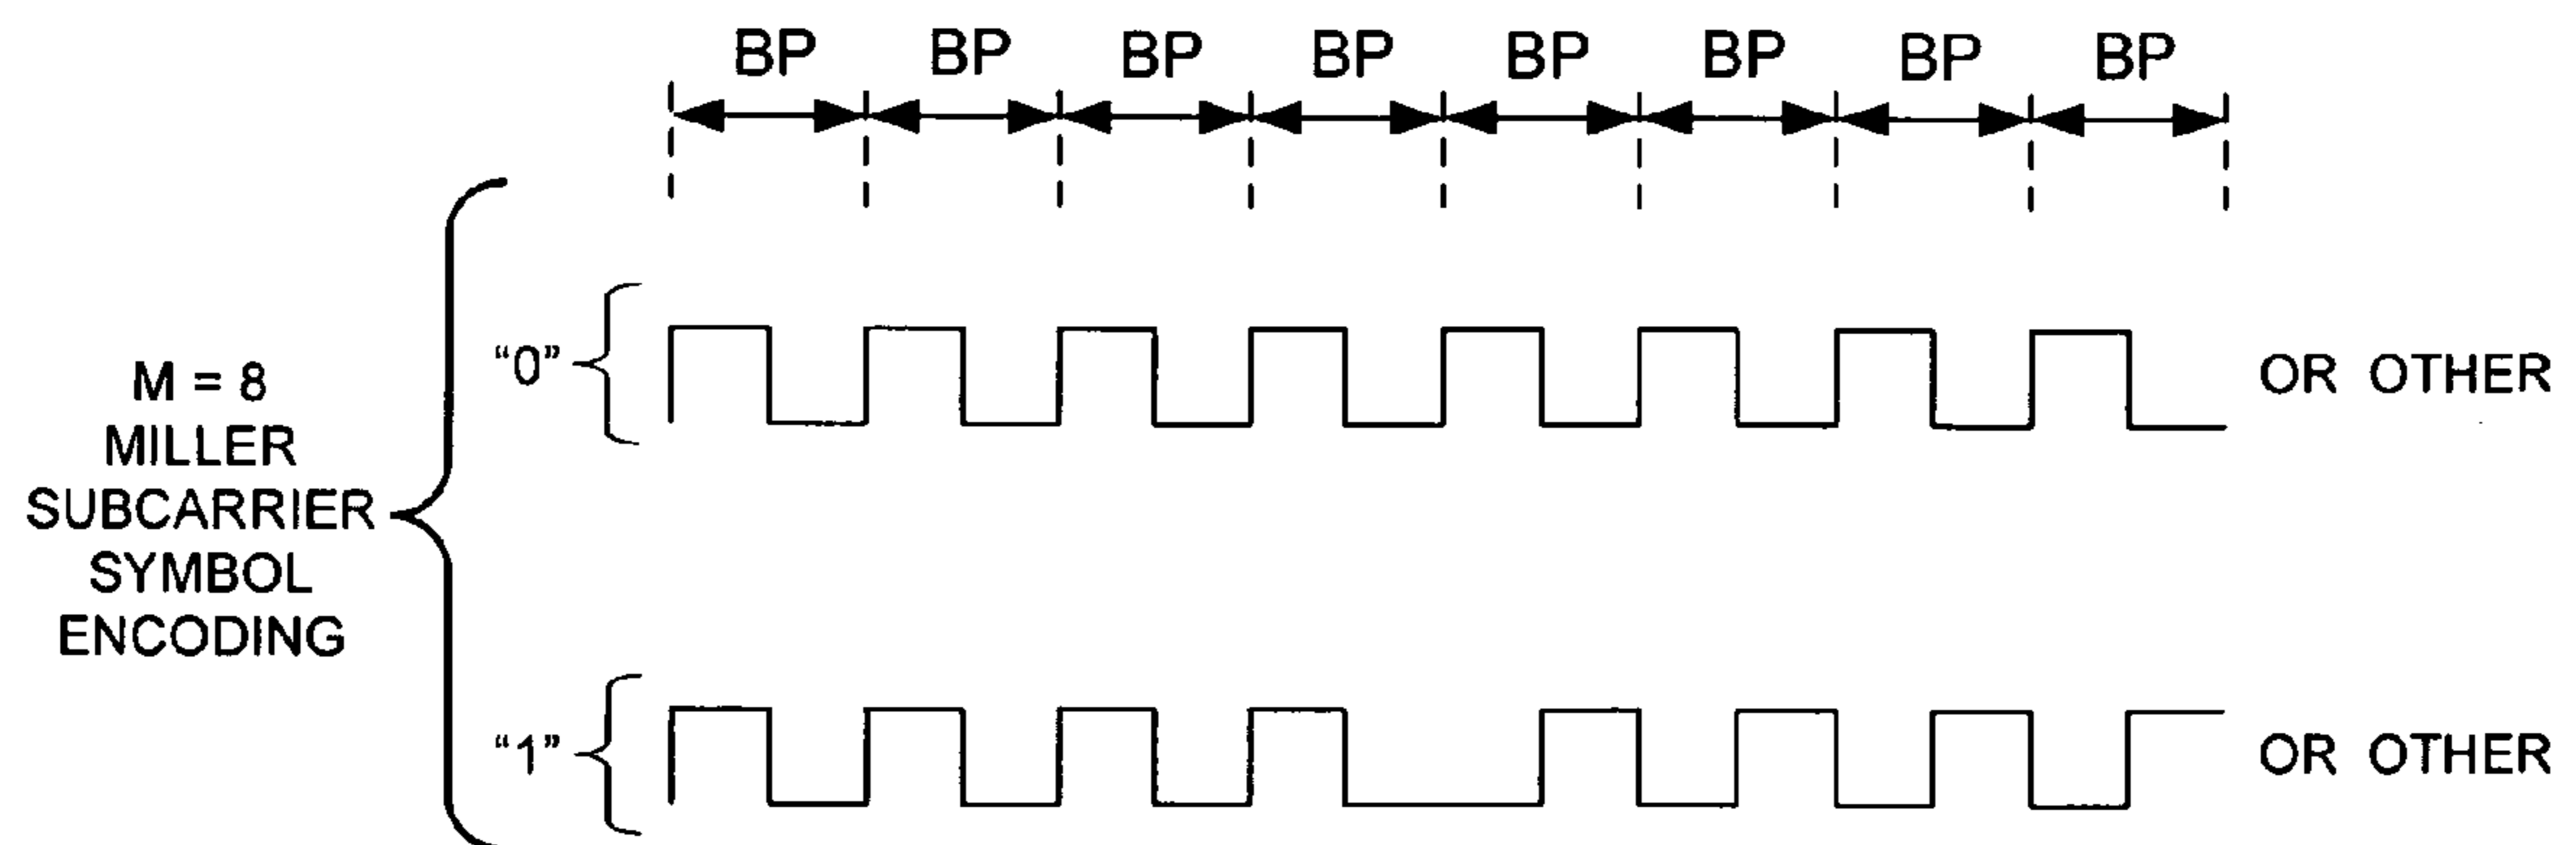 BP BP BP BP BP BP BP BP
“0”
OR OTHER
M = 8
MILLER
SUBCARRIER
SYMBOL
ENCODING
“1”
OR OTHER